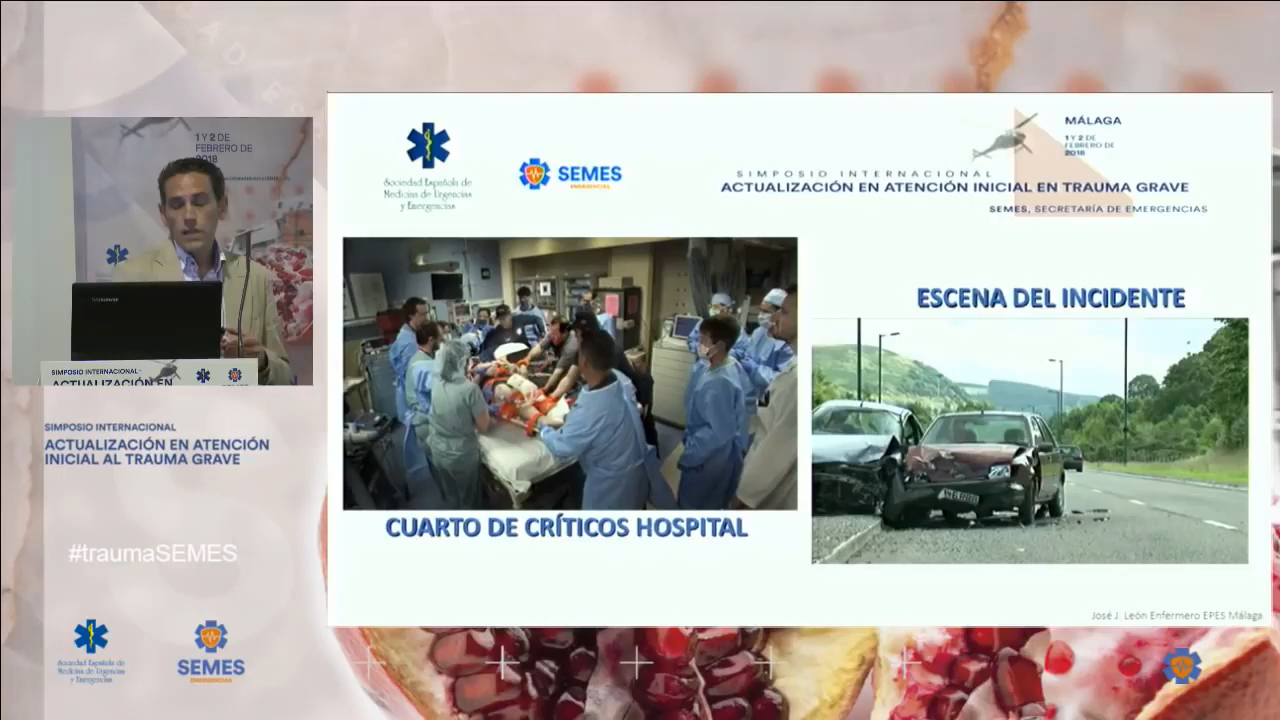 1 Y 2 DE
FEBRERO DE
2018
SIMPOSIO INTERNACIONAL
ACTUALIZACIÓN EN
SIMPOSIO INTERNACIONAL
ACTUALIZACIÓN EN ATENCIÓN
INICIAL AL TRAUMA GRAVE
#traumaSEMES
Sociedad Española de
Medicina de Urgencias
y Emergencias
SEMES
EMERGENCIAS
Sociedad Española de
Medicina de Urgencias
y Emergencias
SEMES
MÁLAGA
1 Y 2 DE
FEBRERO DE
2018
SIMPOSIO INTERNACIONAL
ACTUALIZACIÓN EN ATENCIÓN INICIAL EN TRAUMA GRAVE
SEMES, SECRETARÍA DE EMERGENCIAS
ESCENA DEL INCIDENTE
CUARTO DE CRÍTICOS HOSPITAL
José J. León Enfermero EPES Málaga